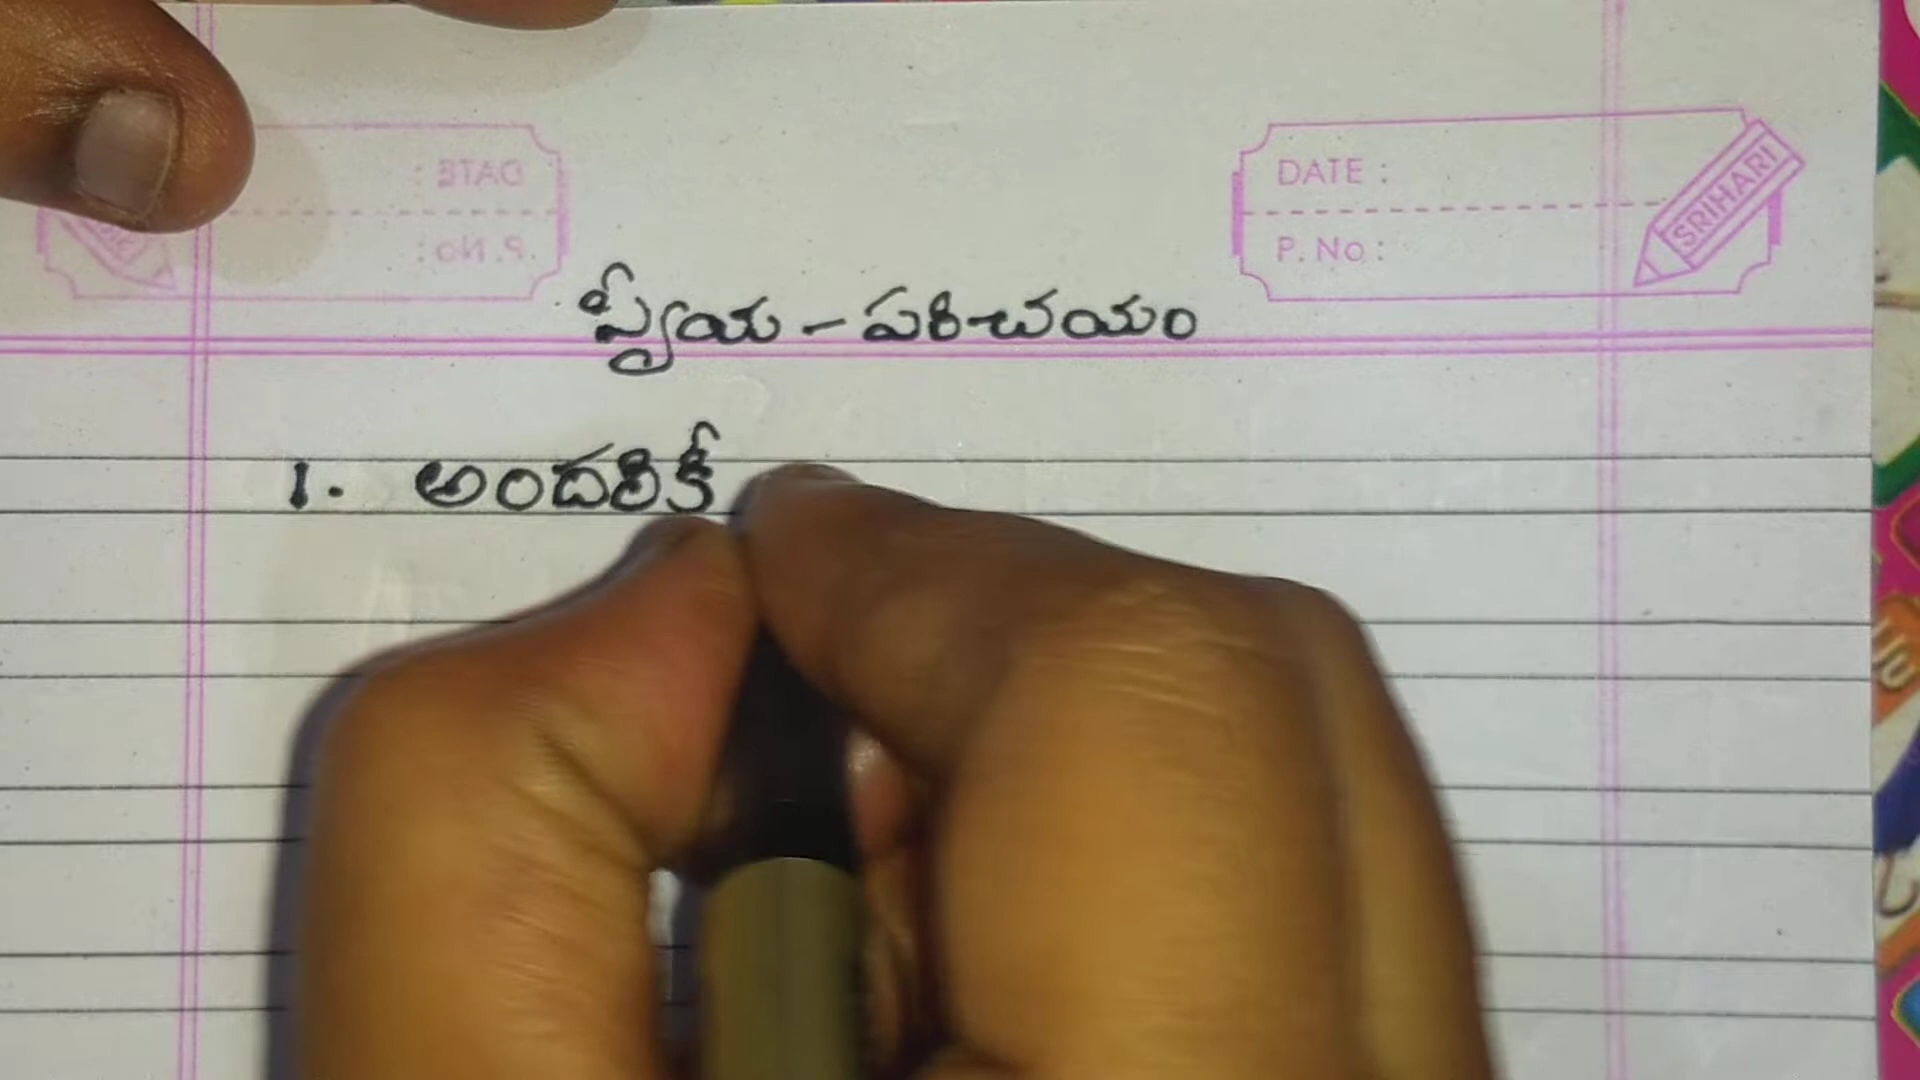 DATE :
SRIHARI
P. No :
స్వీయ - పరిచయం
1. అందరికీ